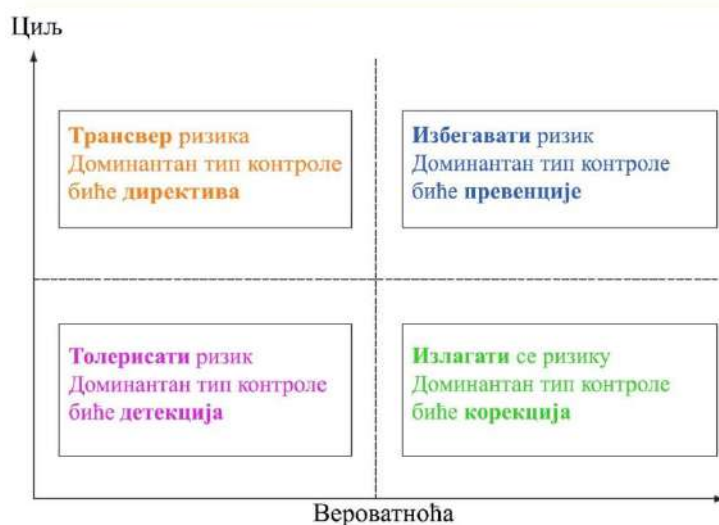 Циљ
Трансвер ризика
Доминантан тип контроле
биће директива
Избегавати ризик
Доминантан тип контроле
биће превенције
Толерисати ризик
Доминантан тип контроле
биће детекција
Излагати се ризику
Доминантан тип контроле
биће корекција
Вероватноћа